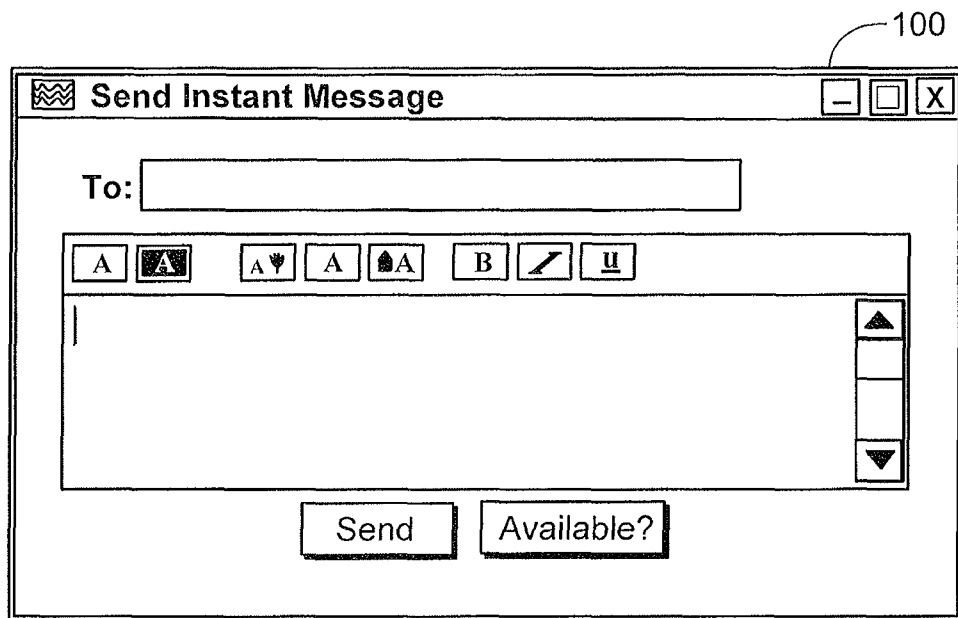 100
Send Instant Message
X
To:
A A A A A B I U
Send Available?